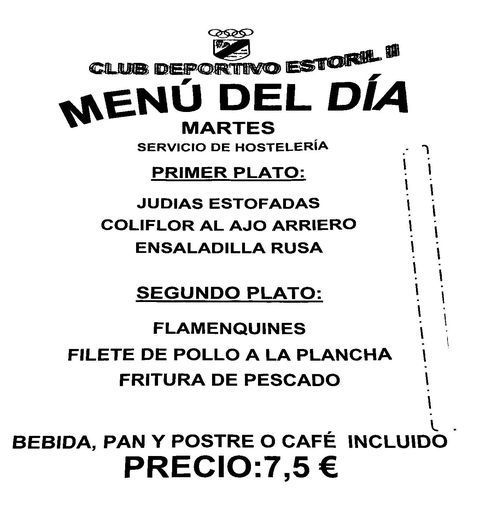 CLUB DEPORTIVO ESTORIL II
MENÚ DEL DÍA
MARTES
SERVICIO DE HOSTELERÍA
PRIMER PLATO:
JUDIAS ESTOFADAS
COLIFLOR AL AJO ARRIERO
ENSALADILLA RUSA
SEGUNDO PLATO:
FLAMENQUINES
FILETE DE POLLO A LA PLANCHA
FRITURA DE PESCADO
BEBIDA, PAN Y POSTRE O CAFÉ INCLUIDO
PRECIO:7,5 €